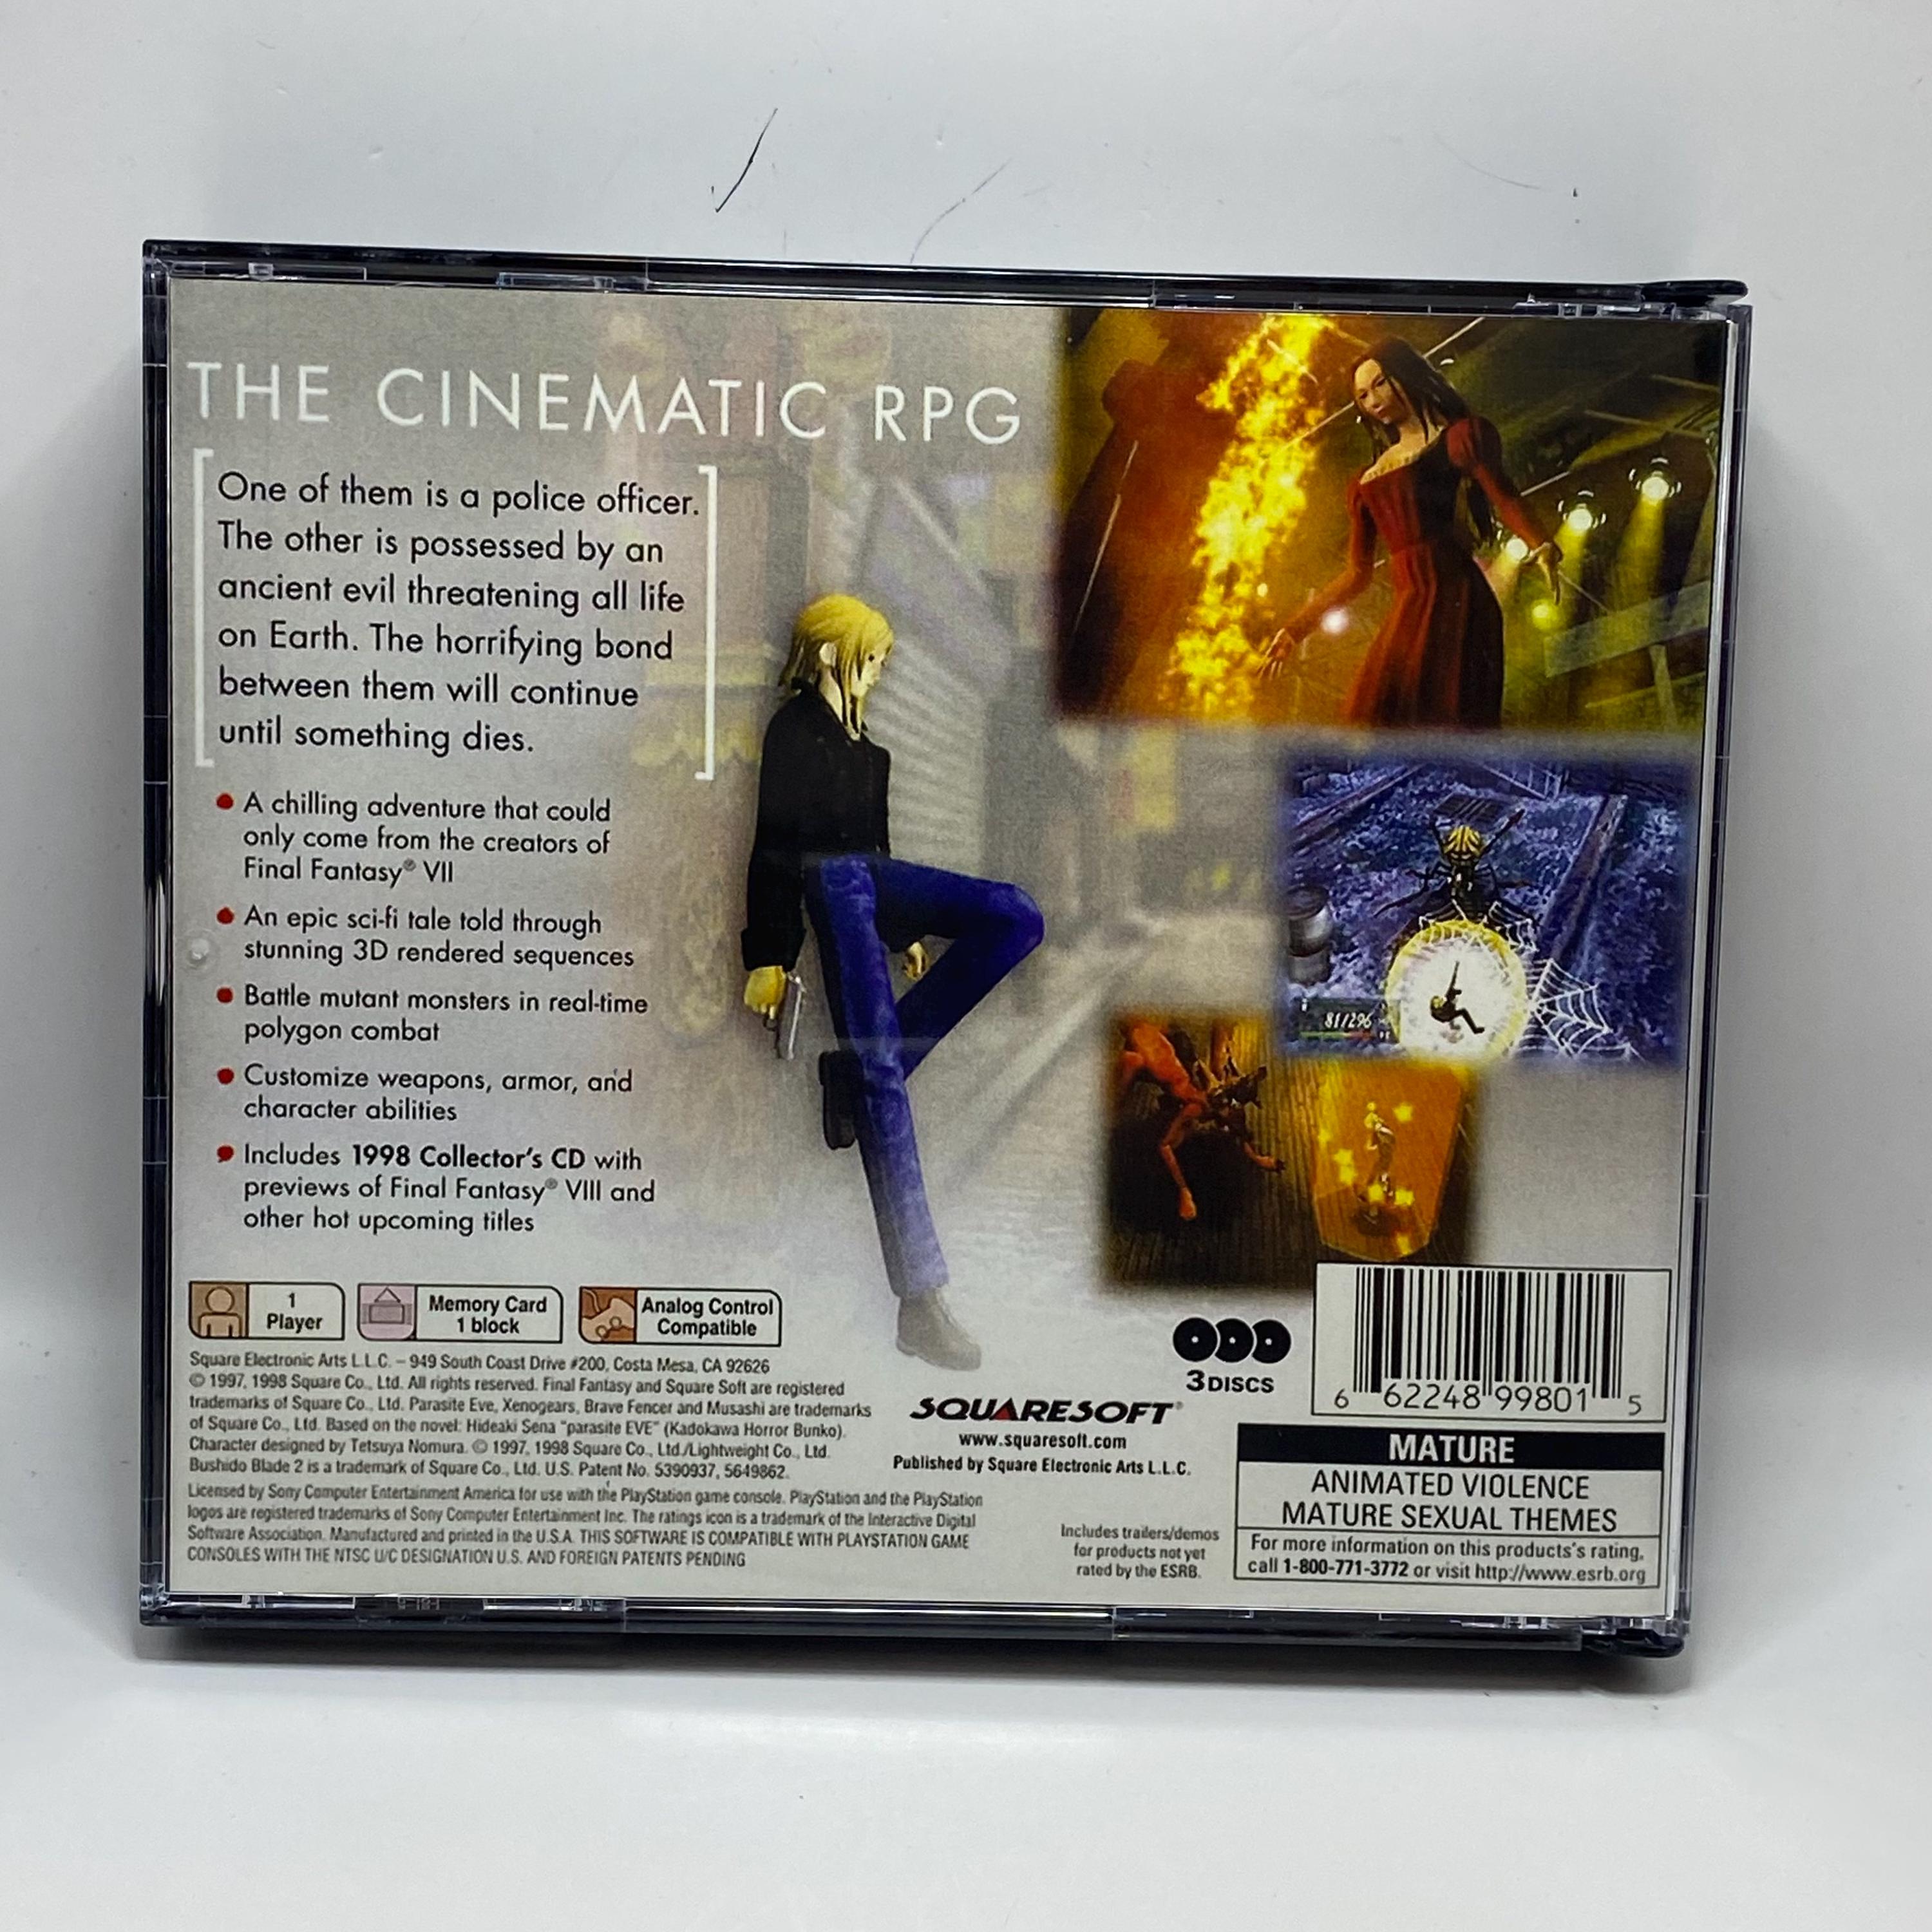 THE CINEMATIC RPG
One of them is a police officer.
The other is possessed by an
ancient evil threatening all life
on Earth. The horrifying bond
between them will continue
until something dies.
• A chilling adventure that could
only come from the creators of
Final Fantasy® VII
• An epic sci-fi tale told through
stunning 3D rendered sequences
• Battle mutant monsters in real-time
polygon combat
• Customize weapons, armor, and
character abilities
• Includes 1998 Collector's CD with
previews of Final Fantasy® VIII and
other hot upcoming titles
81/296
1
Player
Memory Card
1 block
Analog Control
Compatible
Square Electronic Arts L.L.C. – 949 South Coast Drive #200, Costa Mesa, CA 92626
© 1997, 1998 Square Co., Ltd. All rights reserved. Final Fantasy and Square Soft are registered
trademarks of Square Co., Ltd. Parasite Eve, Xenogears, Brave Fencer and Musashi are trademarks
of Square Co., Ltd. Based on the novel: Hideaki Sena "parasite EVE" (Kadokawa Horror Bunko).
Character designed by Tetsuya Nomura. © 1997, 1998 Square Co., Ltd./Lightweight Co., Ltd.
Bushido Blade 2 is a trademark of Square Co., Ltd. U.S. Patent No. 5390937, 5649862.
Licensed by Sony Computer Entertainment America for use with the PlayStation game console. PlayStation and the PlayStation
logos are registered trademarks of Sony Computer Entertainment Inc. The ratings icon is a trademark of the Interactive Digital
Software Association. Manufactured and printed in the U.S.A. THIS SOFTWARE IS COMPATIBLE WITH PLAYSTATION GAME
CONSOLES WITH THE NTSC U/C DESIGNATION U.S. AND FOREIGN PATENTS PENDING
3 DISCS
SQUARESOFT®
www.squaresoft.com
Published by Square Electronic Arts L.L.C.
Includes trailers/demos
for products not yet
rated by the ESRB.
6 62248 99801 5
MATURE
ANIMATED VIOLENCE
MATURE SEXUAL THEMES
For more information on this products's rating,
call 1-800-771-3772 or visit http://www.esrb.org